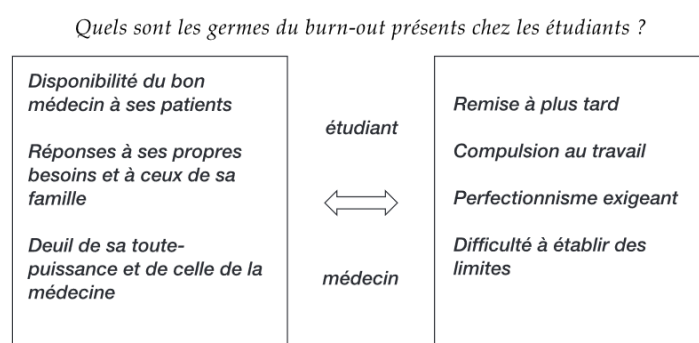 Quels sont les germes du burn-out présents chez les étudiants ?
Disponibilité du bon
médecin à ses patients
Réponses à ses propres
besoins et à ceux de sa
famille
Deuil de sa toute-
puissance et de celle de la
médecine
étudiant
médecin
Remise à plus tard
Compulsion au travail
Perfectionnisme exigeant
Difficulté à établir des
limites